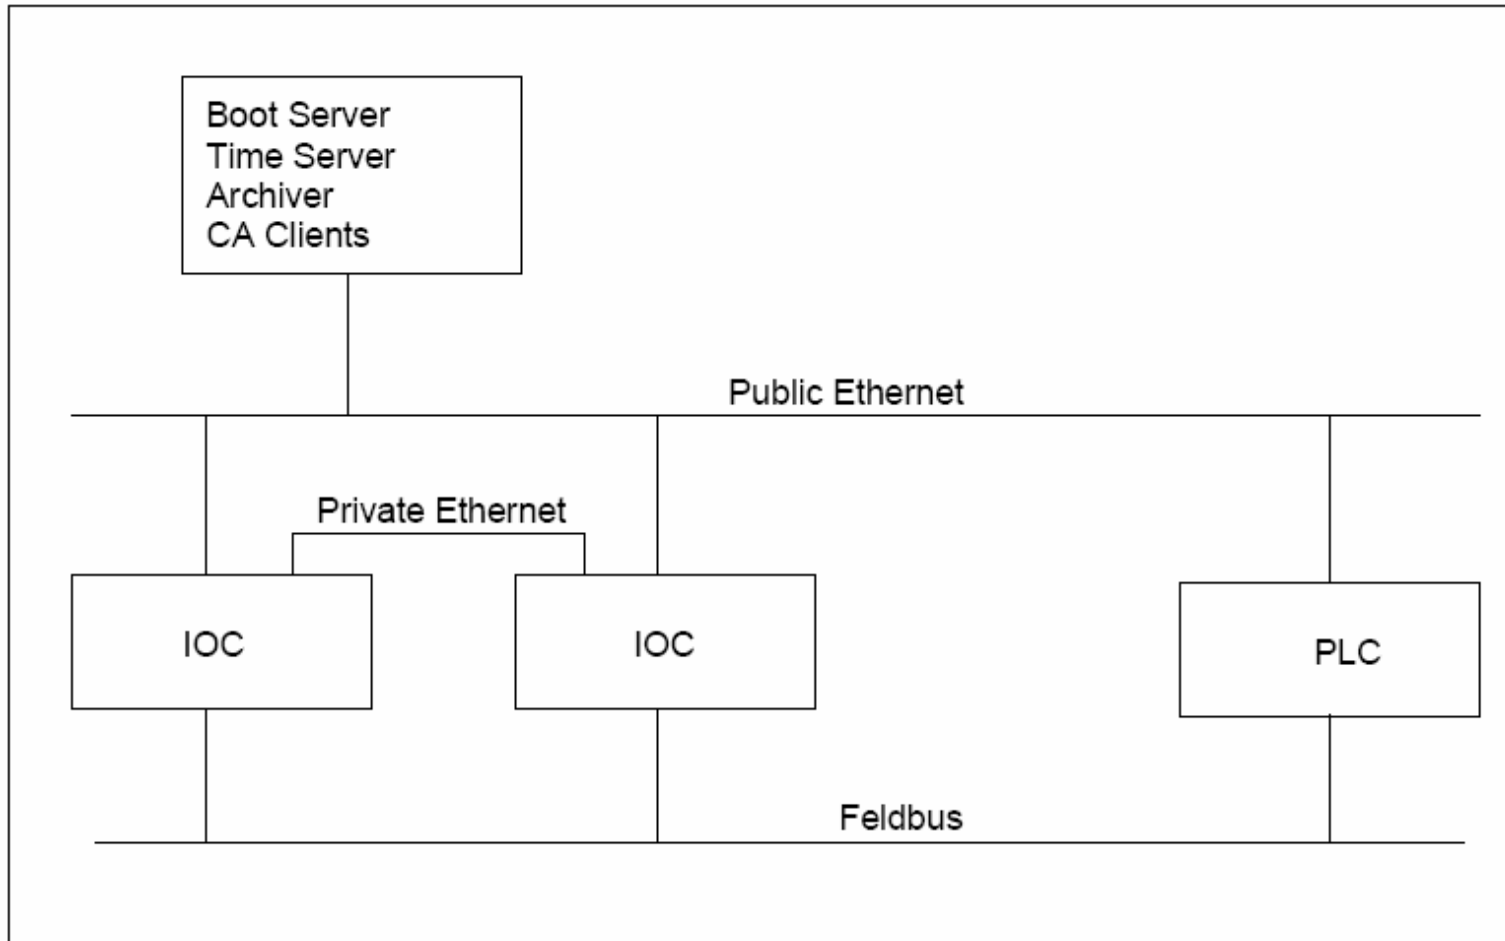 Boot Server
Time Server
Archiver
CA Clients
Public Ethernet
Private Ethernet
IOC
IOC
PLC
Feldbus